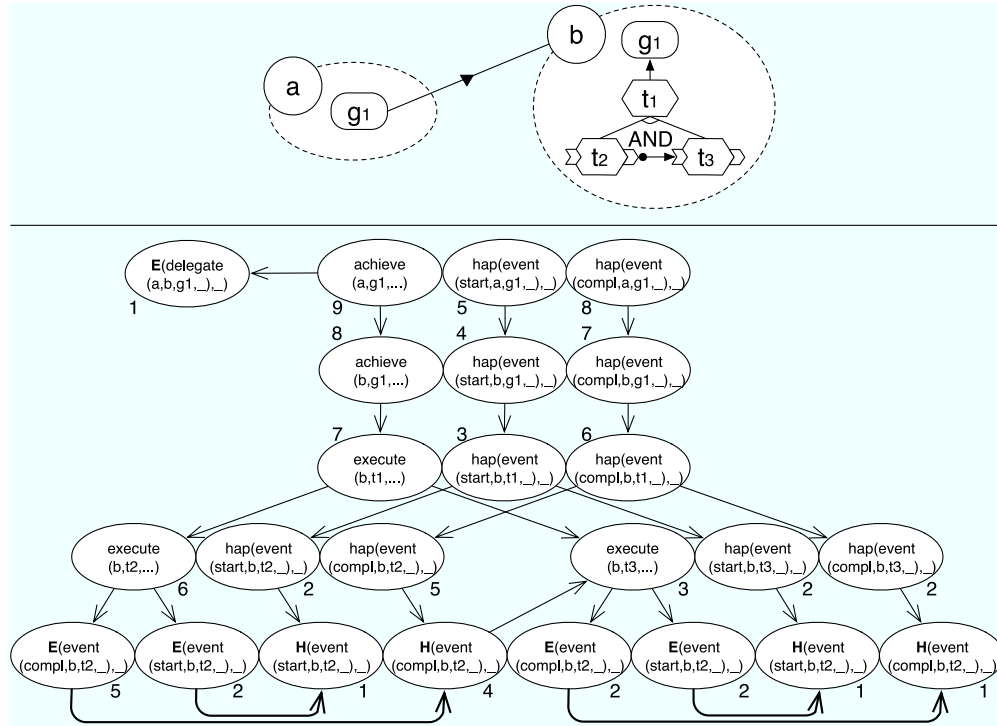 b
g1
a
g1
t1
AND
t2
t3
E(delegate
(a,b,g1,_),_)
1
achieve
(a,g1,...)
9
hap(event
(start,a,g1,_),_)
5
hap(event
(compl,a,g1,_),_)
8
8
achieve
(b,g1,...)
4
hap(event
(start,b,g1,_),_)
7
hap(event
(compl,b,g1,_),_)
7
execute
(b,t1,...)
3
hap(event
(start,b,t1,_),_)
6
hap(event
(compl,b,t1,_),_)
execute
(b,t2,...)
6
hap(event
(start,b,t2,_),_)
2
hap(event
(compl,b,t2,_),_)
5
execute
(b,t3,...)
3
hap(event
(start,b,t3,_),_)
2
hap(event
(compl,b,t3,_),_)
2
E(event
(compl,b,t2,_),_)
5
E(event
(start,b,t2,_),_)
2
H(event
(start,b,t2,_),_)
1
H(event
(compl,b,t2,_),_)
4
E(event
(compl,b,t2,_),_)
2
E(event
(start,b,t2,_),_)
2
H(event
(start,b,t2,_),_)
1
H(event
(compl,b,t2,_),_)
1